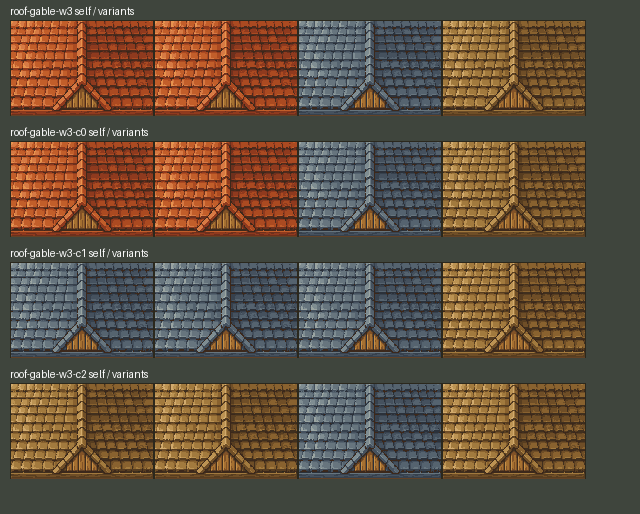 roof-gable-w3 self / variants
roof-gable-w3-c0 self / variants
roof-gable-w3-c1 self / variants
roof-gable-w3-c2 self / variants